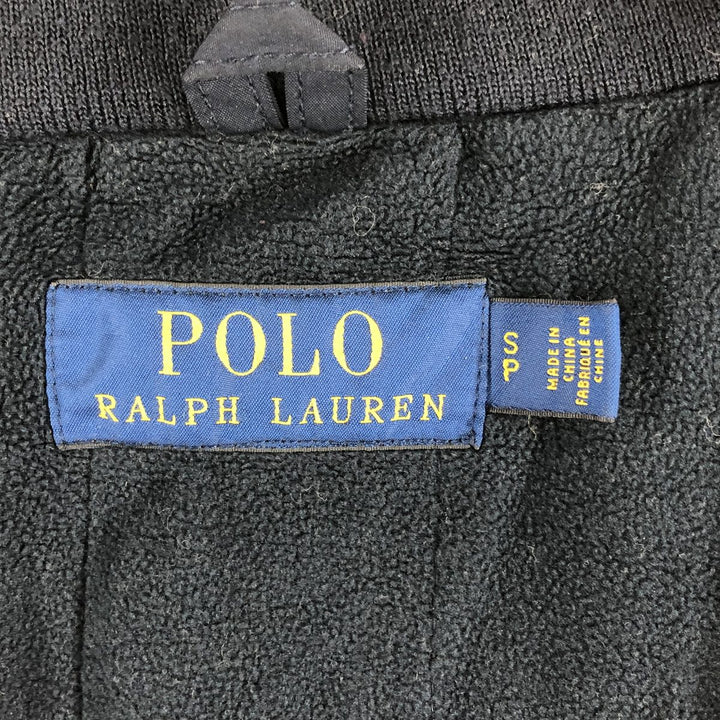 POLO
RALPH LAUREN
S
P
MADE IN
CHINA
FABRIQUÉ EN
CHINE